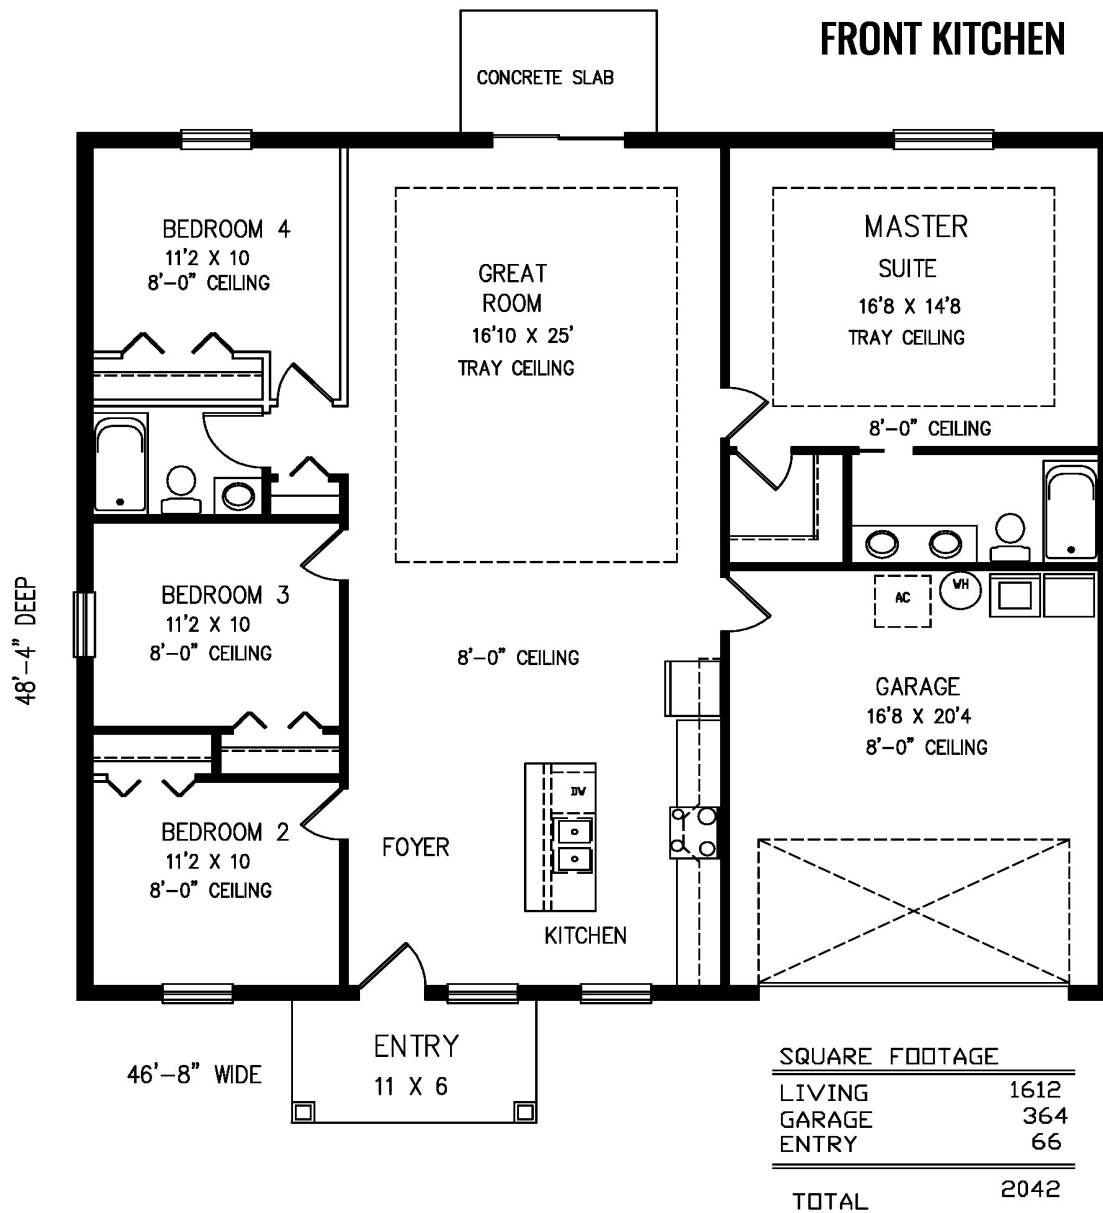 FRONT KITCHEN
CONCRETE SLAB
BEDROOM 4
11'2 X 10
8'-0" CEILING
GREAT
ROOM
16'10 X 25'
TRAY CEILING
MASTER
SUITE
16'8 X 14'8
TRAY CEILING
8'-0" CEILING
BEDROOM 3
11'2 X 10
8'-0" CEILING
48'-4" DEEP
8'-0" CEILING
AC
WH
GARAGE
16'8 X 20'4
8'-0" CEILING
DW
BEDROOM 2
11'2 X 10
8'-0" CEILING
FOYER
KITCHEN
ENTRY
11 X 6
46'-8" WIDE
SQUARE FOOTAGE
LIVING 1612
GARAGE 364
ENTRY 66
TOTAL 2042